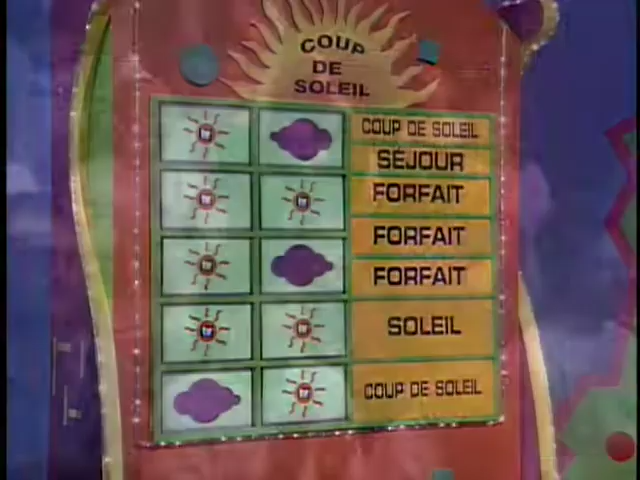 COUP
DE
SOLEIL
COUP DE SOLEIL
SÉJOUR
FORFAIT
FORFAIT
FORFAIT
SOLEIL
COUP DE SOLEIL